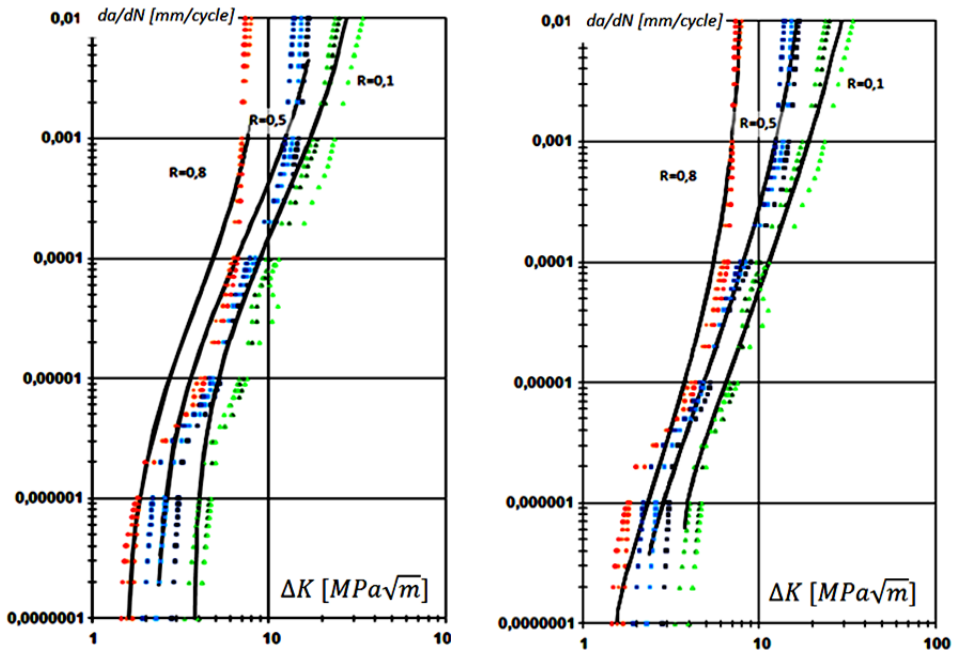 da/dN [mm/cycle]
0,01
R=0,1
R=0,5
0,001
R=0,8
0,0001
0,00001
0,000001
ΔK [MPa√m]
0,0000001
1
10
10
da/dN [mm/cycle]
0,01
R=0,1
R=0,5
0,001
R=0,8
0,0001
0,00001
0,000001
ΔK [MPa√m]
0,0000001
1
10
100